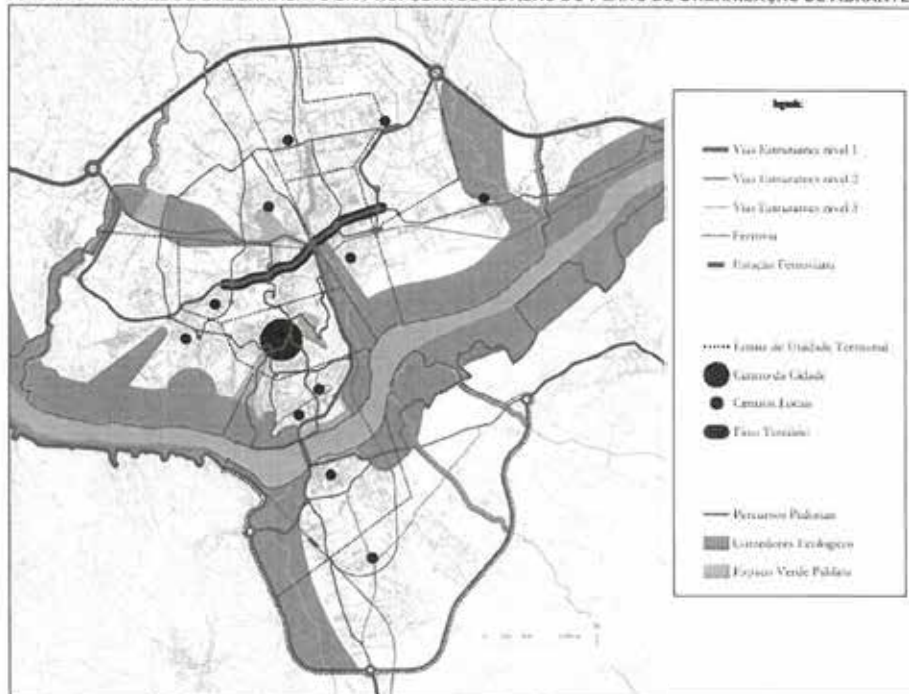 legenda
Vias Estruturantes nível 1
Vias Estruturantes nível 2
Vias Estruturantes nível 3
Ferrovia
Estação Ferroviária
Limite de Unidade Territorial
Centro da Cidade
Centros Locais
Eixo Terciário
Percursos Pedonais
Corredores Ecológicos
Espaço Verde Público